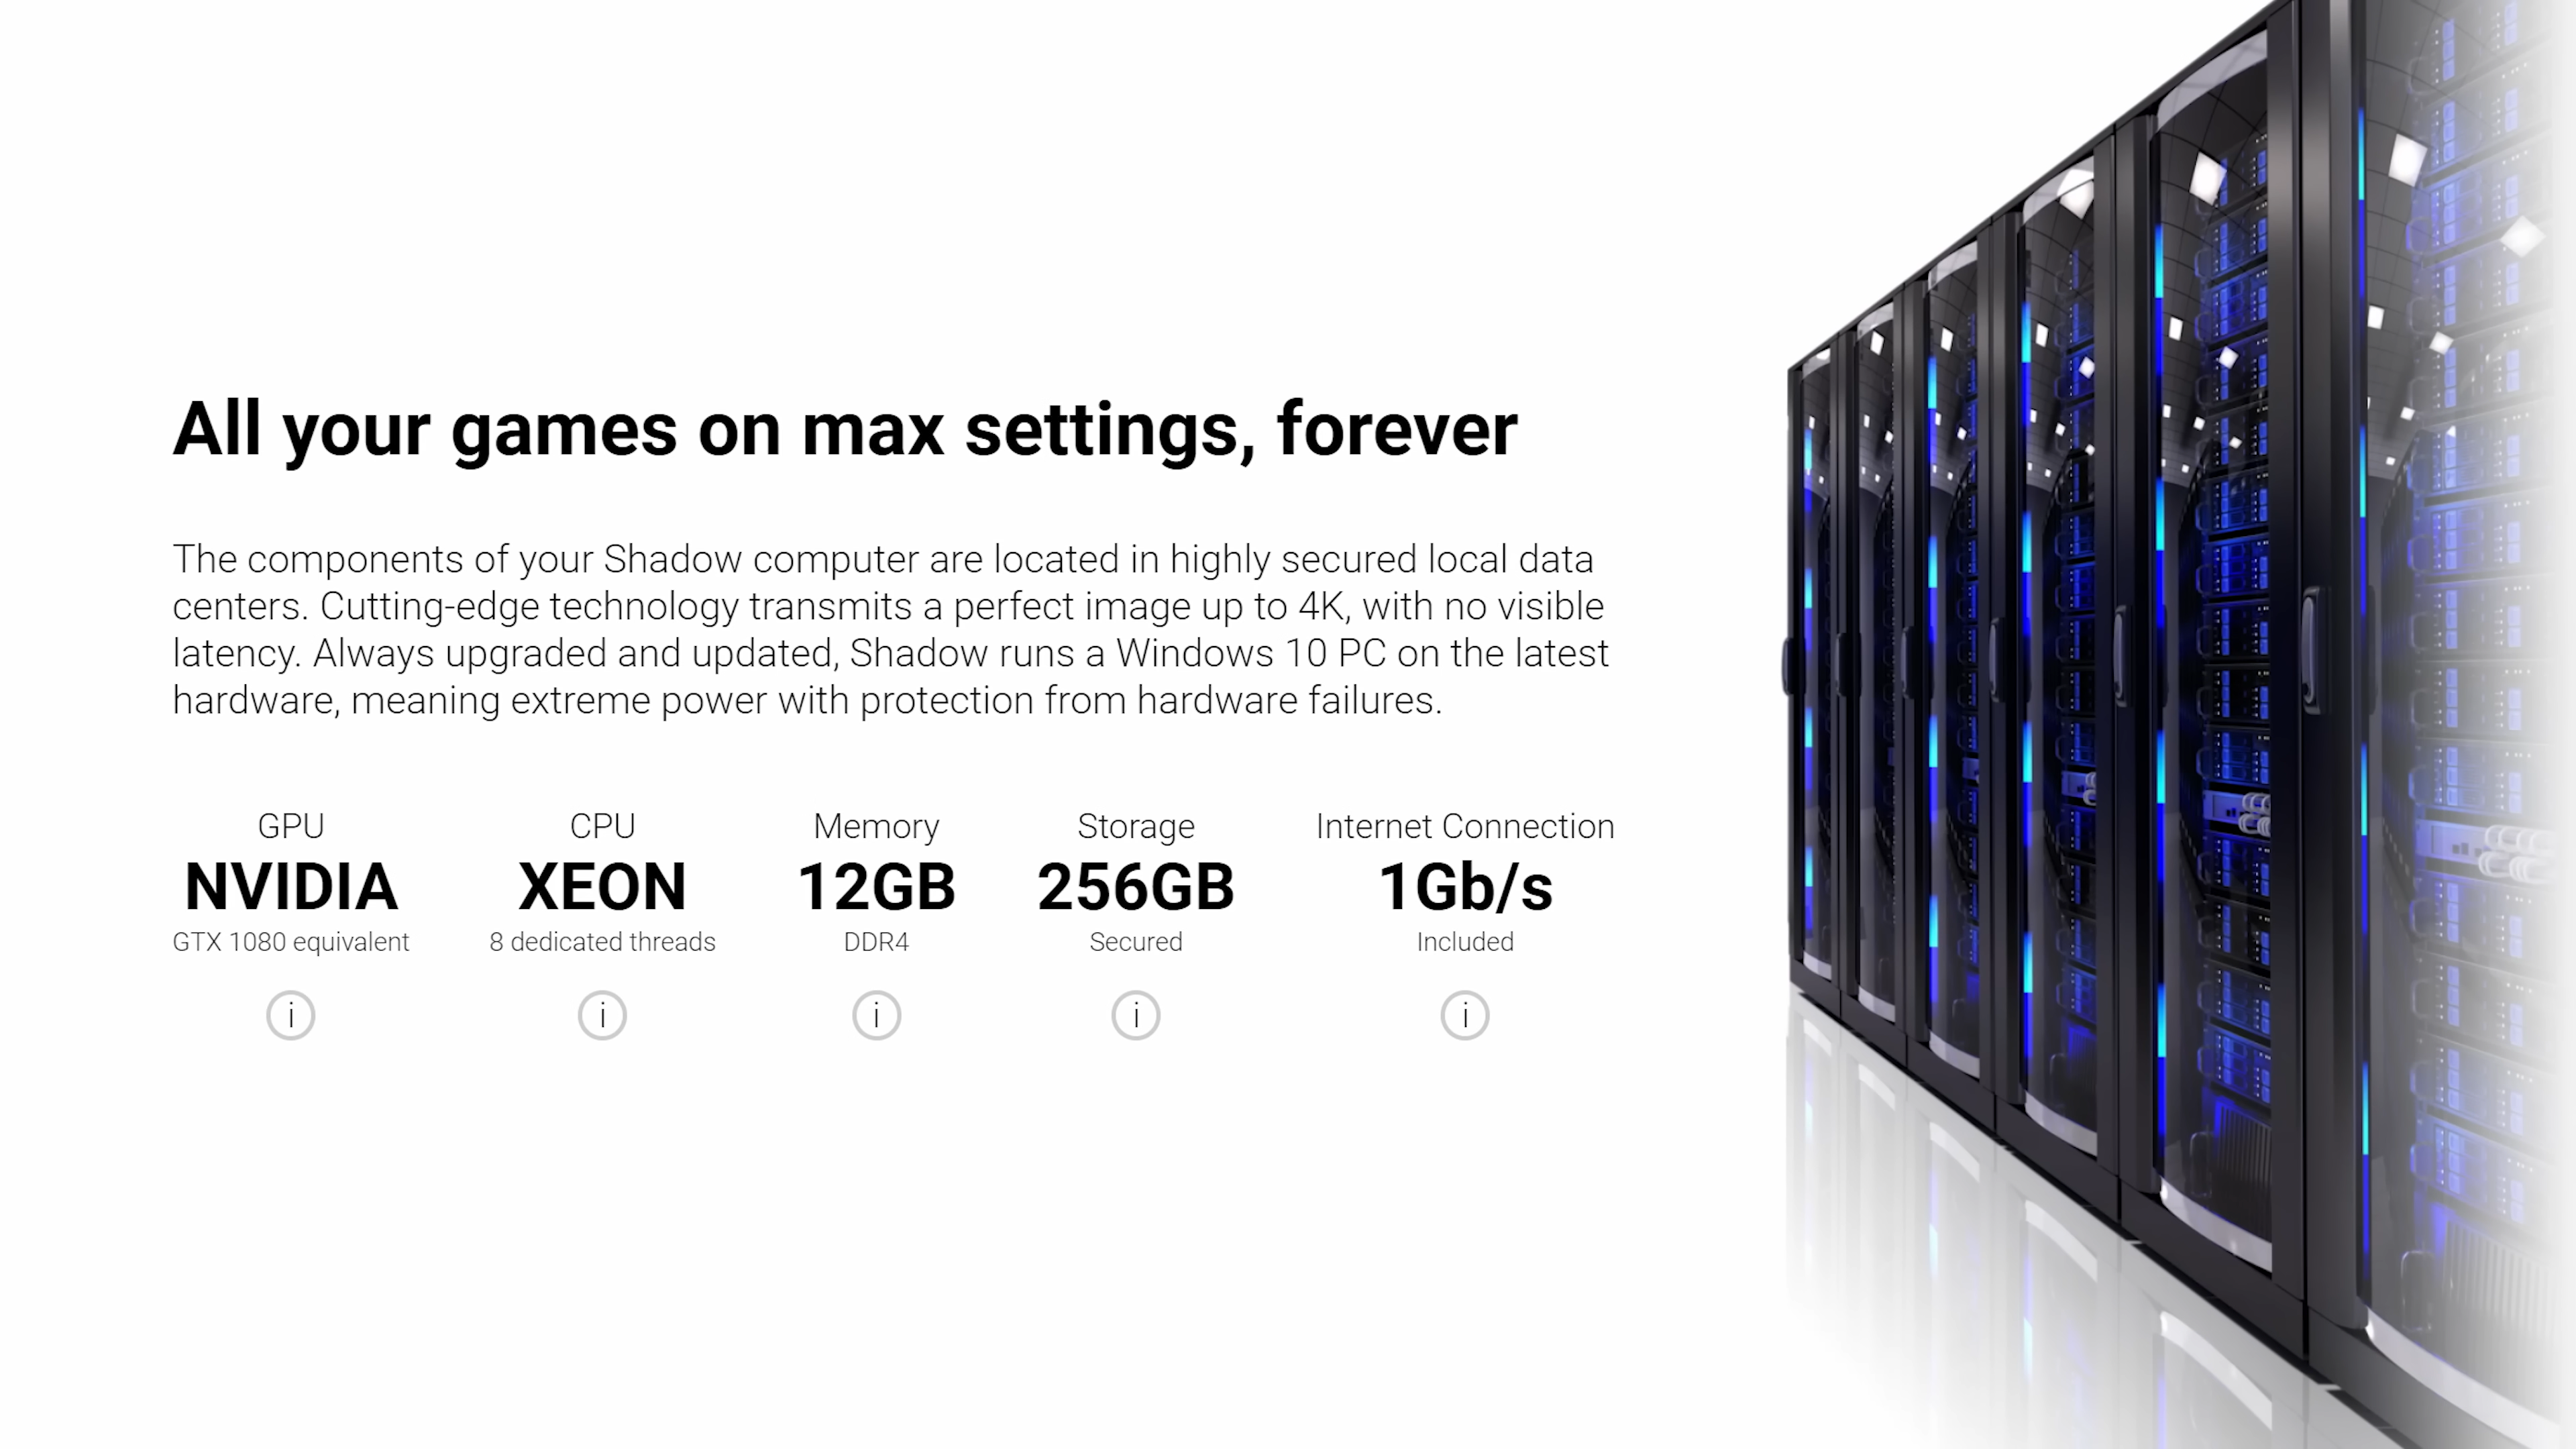 All your games on max settings, forever
The components of your Shadow computer are located in highly secured local data
centers. Cutting-edge technology transmits a perfect image up to 4K, with no visible
latency. Always upgraded and updated, Shadow runs a Windows 10 PC on the latest
hardware, meaning extreme power with protection from hardware failures.
GPU CPU Memory Storage Internet Connection
NVIDIA XEON 12GB 256GB 1Gb/s
GTX 1080 equivalent 8 dedicated threads DDR4 Secured Included
i i i i i